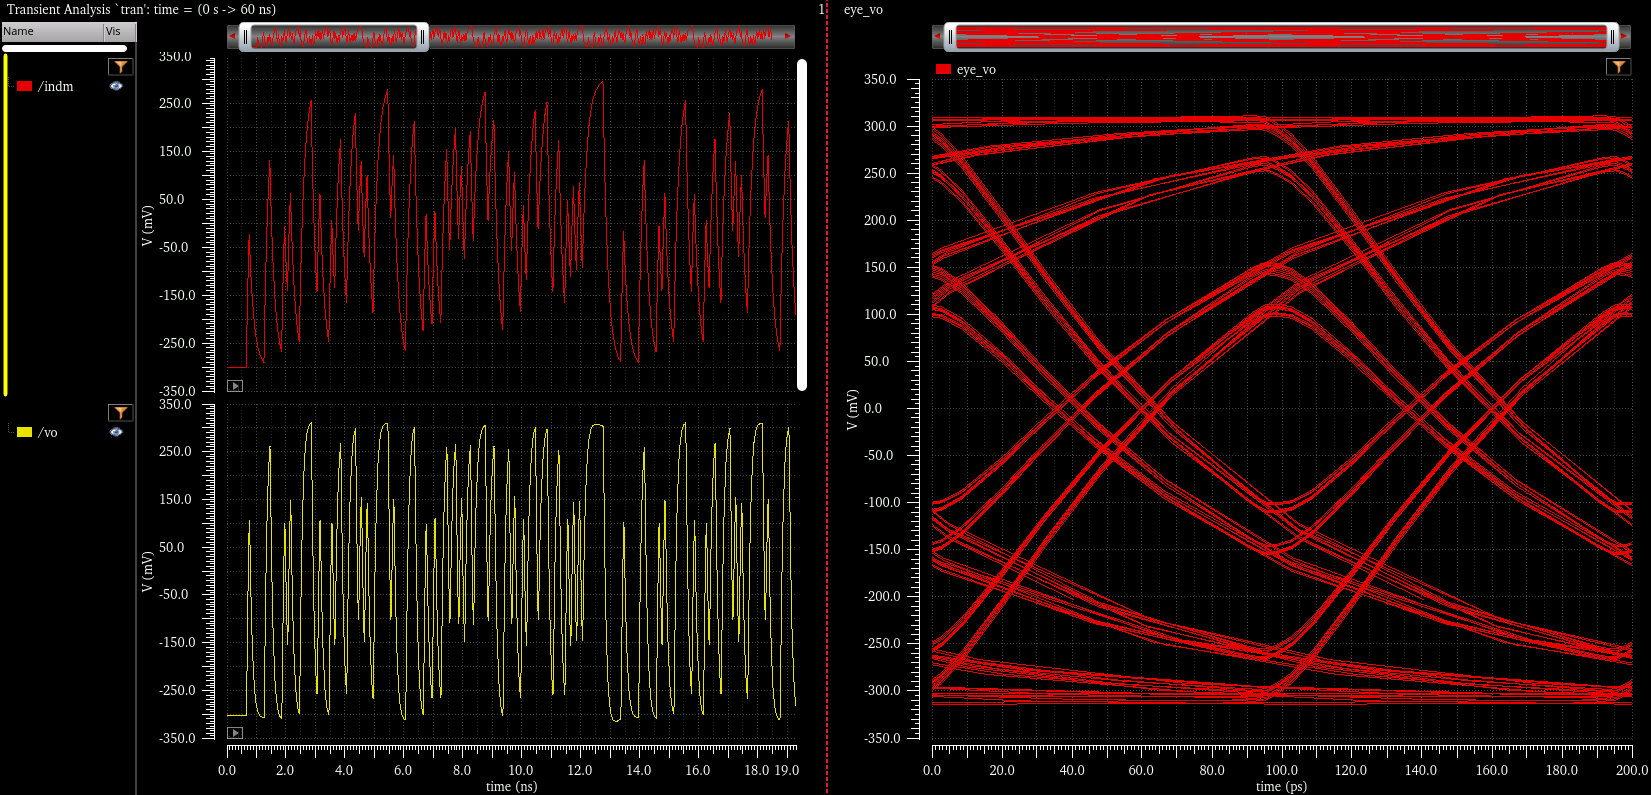 Transient Analysis `tran': time = (0 s -> 60 ns)
1
Name Vis
/indm
/vo
350.0
250.0
150.0
50.0
-50.0
-150.0
-250.0
-350.0
V (mV)
350.0
250.0
150.0
50.0
-50.0
-150.0
-250.0
-350.0
V (mV)
0.0 2.0 4.0 6.0 8.0 10.0 12.0 14.0 16.0 18.0 19.0
time (ns)
eye_vo
eye_vo
350.0
300.0
250.0
200.0
150.0
100.0
50.0
0.0
-50.0
-100.0
-150.0
-200.0
-250.0
-300.0
-350.0
V (mV)
0.0 20.0 40.0 60.0 80.0 100.0 120.0 140.0 160.0 180.0 200.0
time (ps)